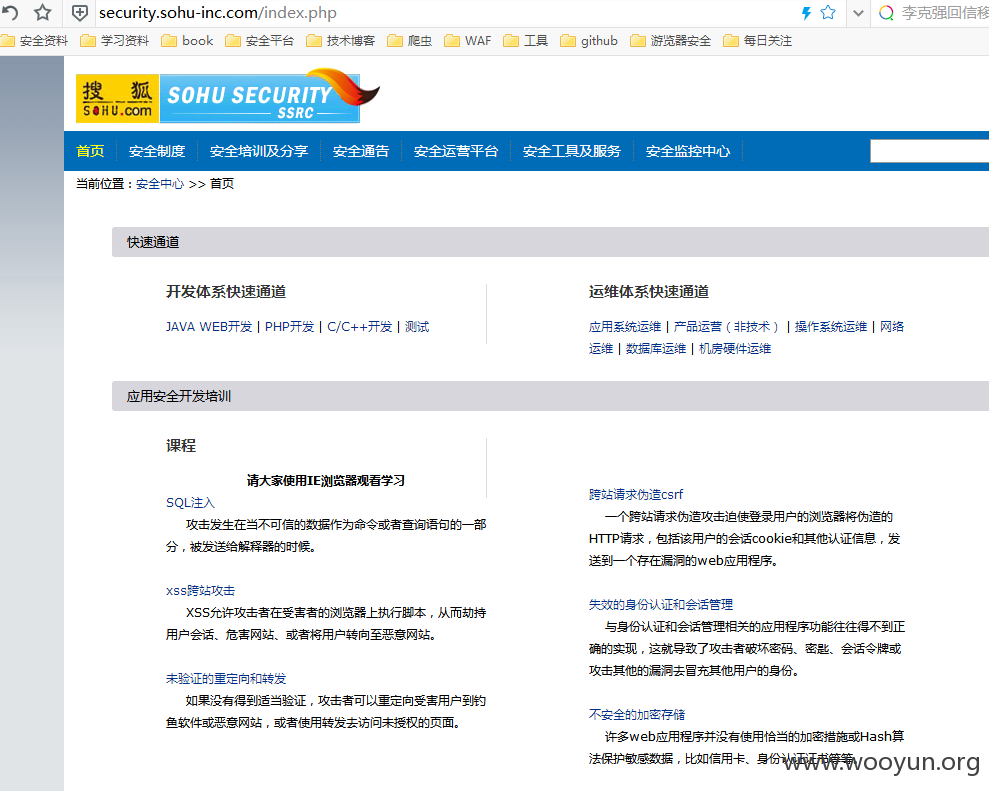 security.sohu-inc.com/index.php
李克强回信移
安全资料 学习资料 book 安全平台 技术博客 爬虫 WAF 工具 github 游览器安全 每日关注
搜 狐
SOHU.com
SOHU SECURITY
SSRC
首页 安全制度 安全培训及分享 安全通告 安全运营平台 安全工具及服务 安全监控中心
当前位置:安全中心 >> 首页
快速通道
开发体系快速通道
JAVA WEB开发 | PHP开发 | C/C++开发 | 测试
运维体系快速通道
应用系统运维 | 产品运营(非技术) | 操作系统运维 | 网络
运维 | 数据库运维 | 机房硬件运维
应用安全开发培训
课程
请大家使用IE浏览器观看学习
SQL注入
攻击发生在当不可信的数据作为命令或者查询语句的一部
分,被发送给解释器的时候。
xss跨站攻击
XSS允许攻击者在受害者的浏览器上执行脚本,从而劫持
用户会话、危害网站、或者将用户转向至恶意网站。
未验证的重定向和转发
如果没有得到适当验证,攻击者可以重定向受害用户到钓
鱼软件或恶意网站,或者使用转发去访问未授权的页面。
跨站请求伪造csrf
一个跨站请求伪造攻击迫使登录用户的浏览器将伪造的
HTTP请求,包括该用户的会话cookie和其他认证信息,发
送到一个存在漏洞的web应用程序。
失效的身份认证和会话管理
与身份认证和会话管理相关的应用程序功能往往得不到正
确的实现,这就导致了攻击者破坏密码、密匙、会话令牌或
攻击其他的漏洞去冒充其他用户的身份。
不安全的加密存储
许多web应用程序并没有使用恰当的加密措施或Hash算
法保护敏感数据,比如信用卡、身份认证证书等等。
www.wooyun.org